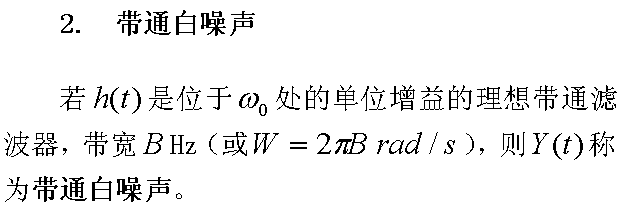 2. 带通白噪声
若 h(t) 是位于 ω₀ 处的单位增益的理想带通滤
波器，带宽 B Hz（或 W = 2πB rad / s ），则 Y(t) 称
为带通白噪声。